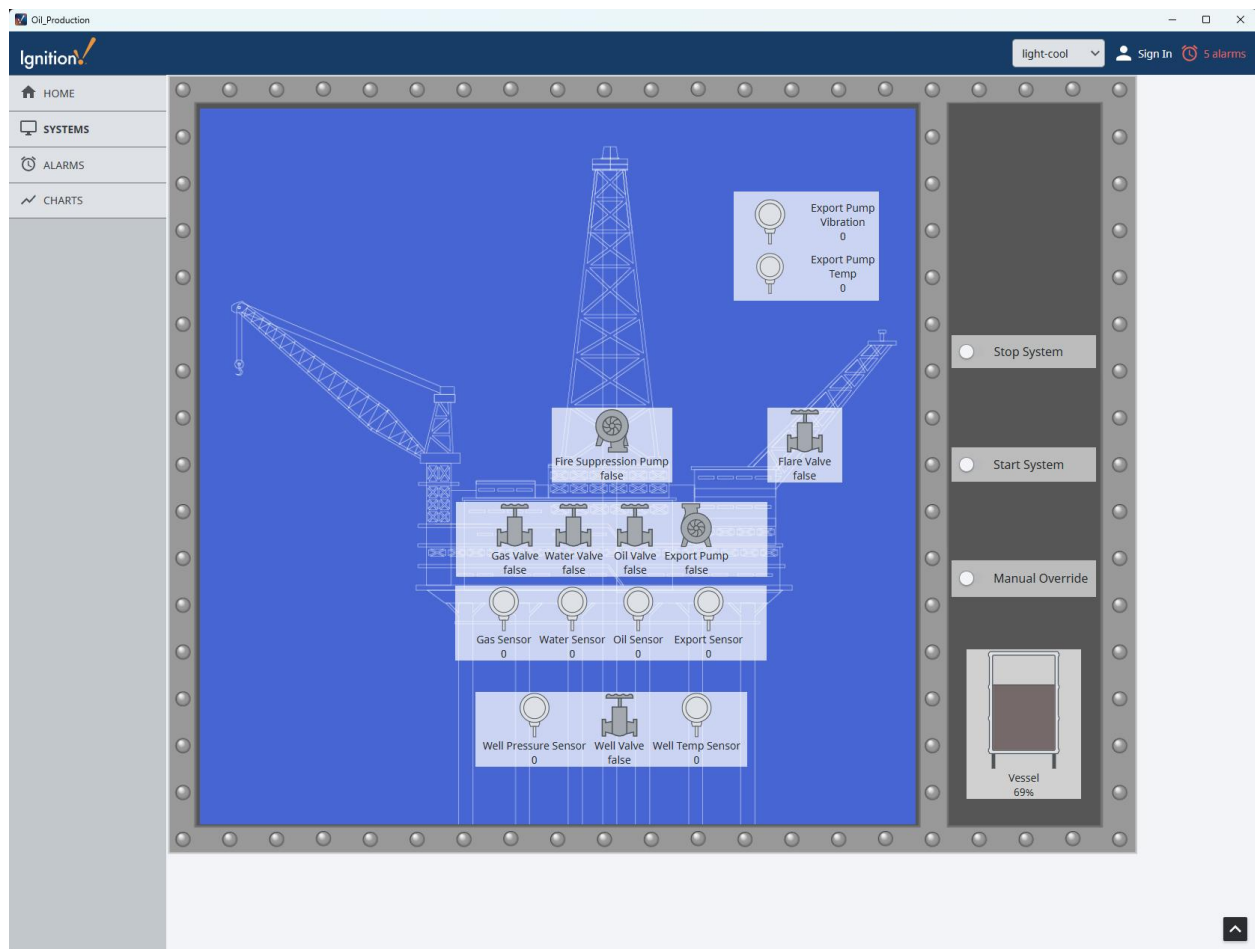 Oil_Production
Ignition!
light-cool
Sign In
5 alarms
HOME
SYSTEMS
ALARMS
CHARTS
Export Pump
Vibration
0
Export Pump
Temp
0
Stop System
Fire Suppression Pump
false
Flare Valve
false
Start System
Gas Valve Water Valve Oil Valve Export Pump
false false false false
Manual Override
Gas Sensor Water Sensor Oil Sensor Export Sensor
0 0 0 0
Well Pressure Sensor Well Valve Well Temp Sensor
0 false 0
Vessel
69%